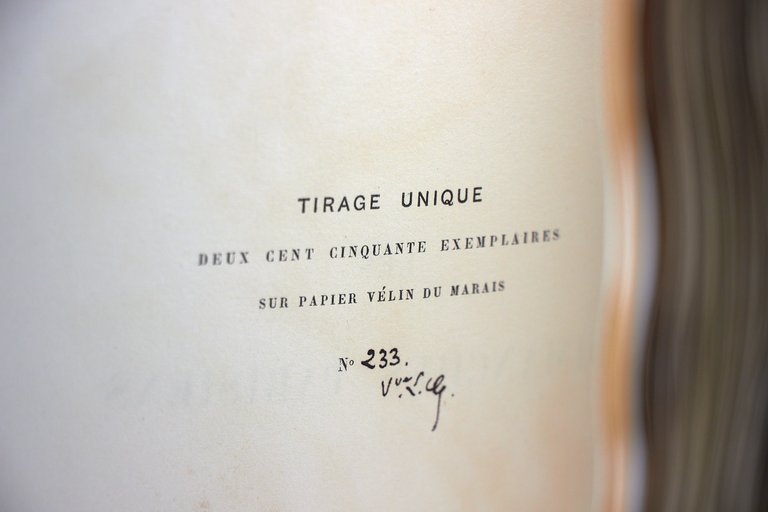 TIRAGE UNIQUE
DEUX CENT CINQUANTE EXEMPLAIRES
SUR PAPIER VÉLIN DU MARAIS
Nº 233.